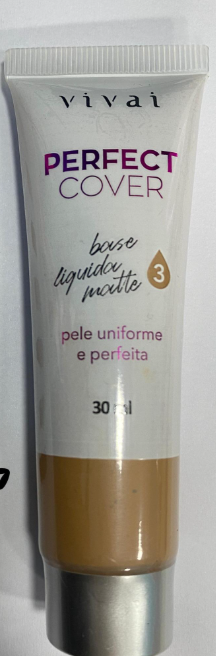 vivai
PERFECT
COVER
base
liquida
matte 3
pele uniforme
e perfeita
30 ml